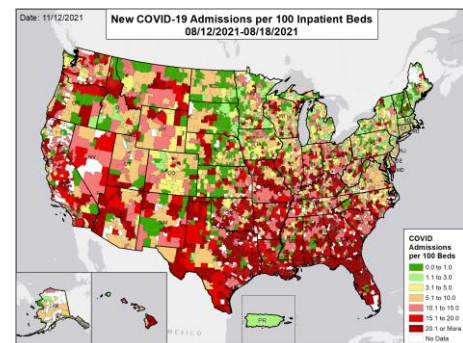 Date: 11/12/2021
New COVID-19 Admissions per 100 Inpatient Beds
08/12/2021-08/18/2021
DE
MD
COVID
Admissions
per 100 Beds
0.0 to 1.0
1.1 to 3.0
3.1 to 5.0
5.1 to 10.0
10.1 to 15.0
15.1 to 20.0
20.1 or More
No Data
PR
MÉXICO